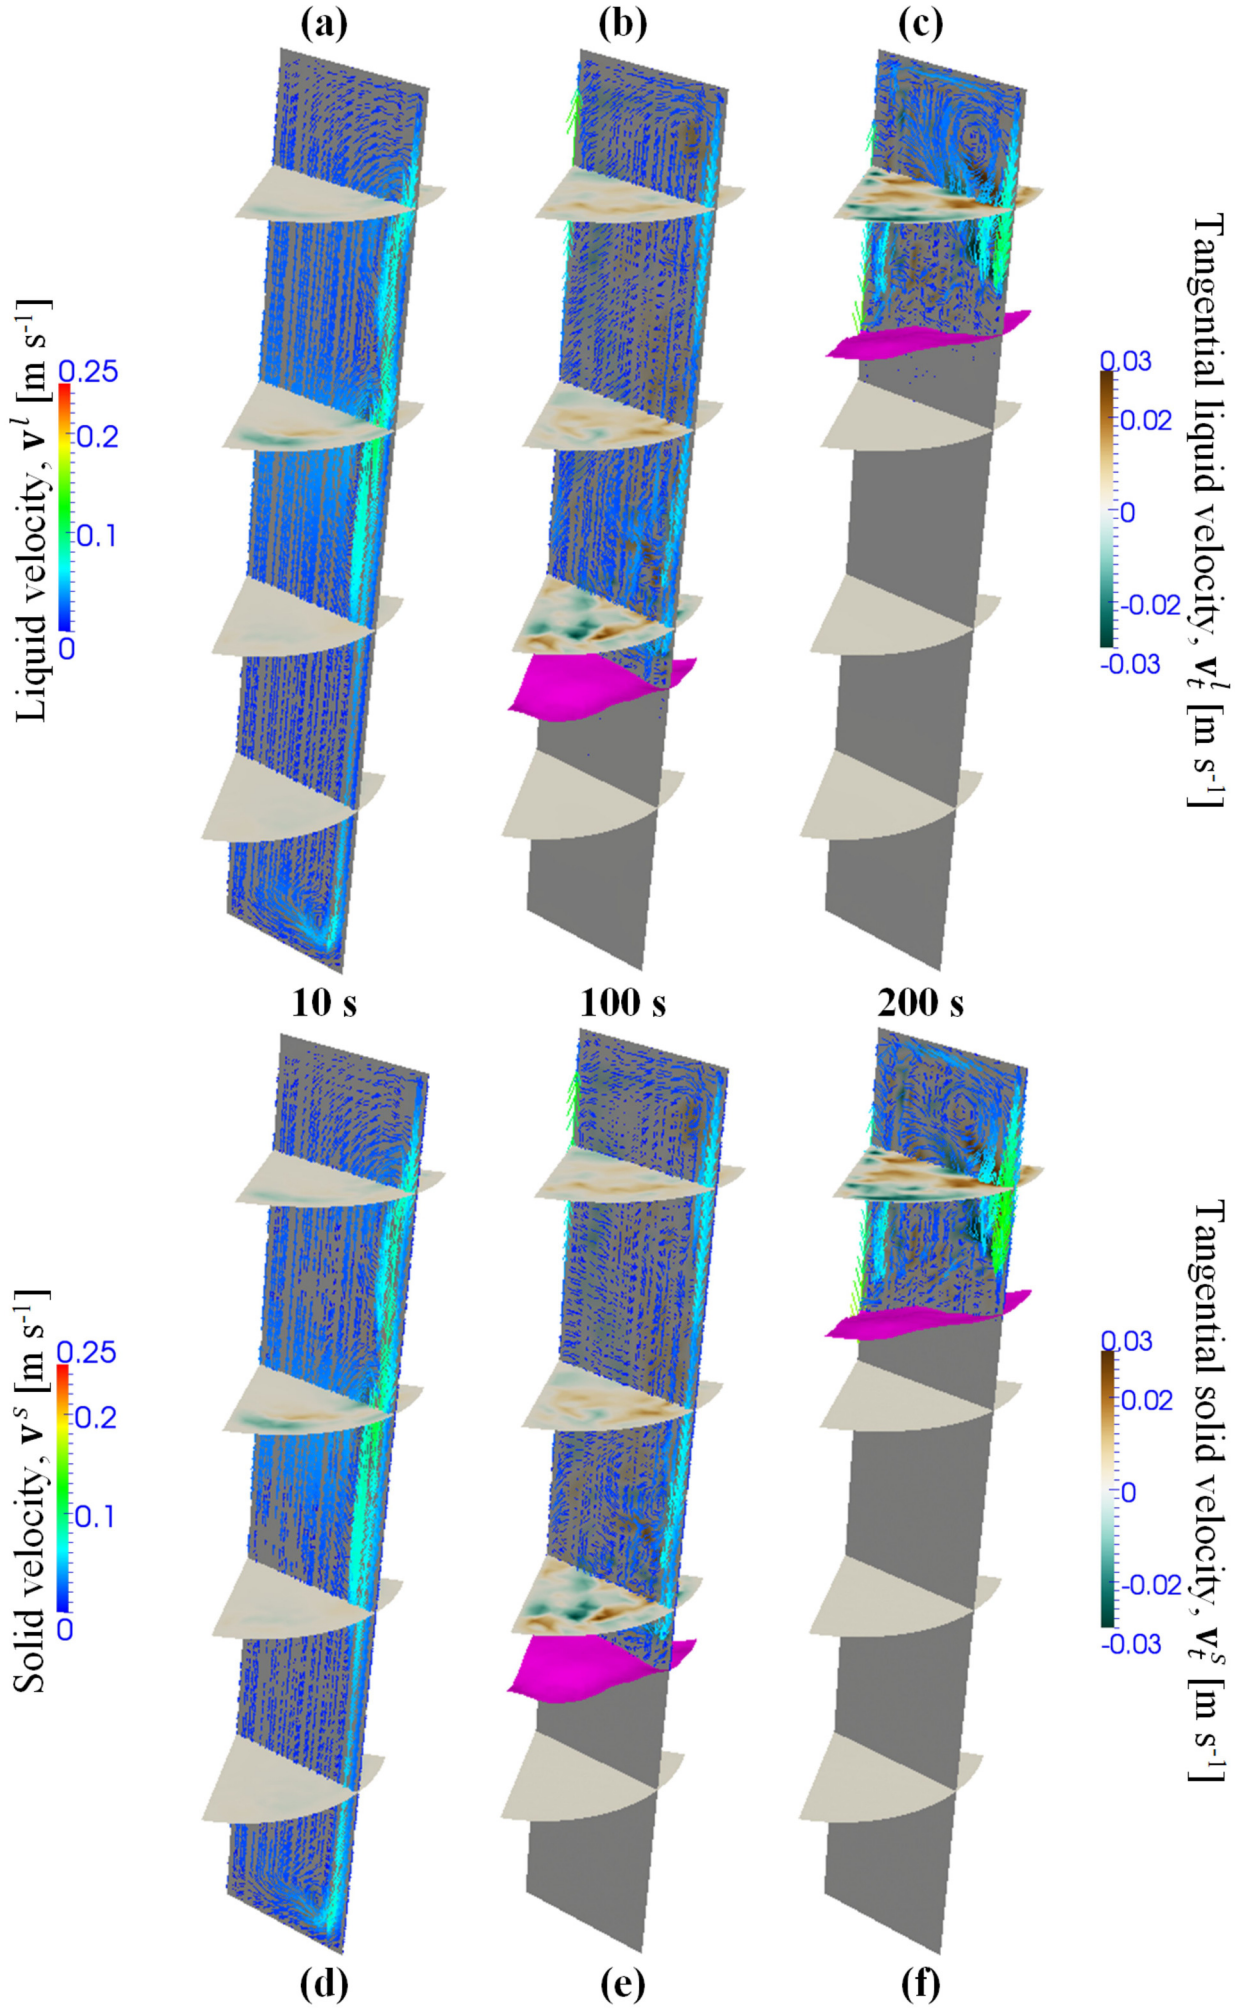 (a) (b) (c)
Liquid velocity, v^l [m s^-1]
0.25
0.2
0.1
0
Tangential liquid velocity, v_t^l [m s^-1]
0.03
0.02
0
-0.02
-0.03
10 s 100 s 200 s
Solid velocity, v^s [m s^-1]
0.25
0.2
0.1
0
Tangential solid velocity, v_t^s [m s^-1]
0.03
0.02
0
-0.02
-0.03
(d) (e) (f)